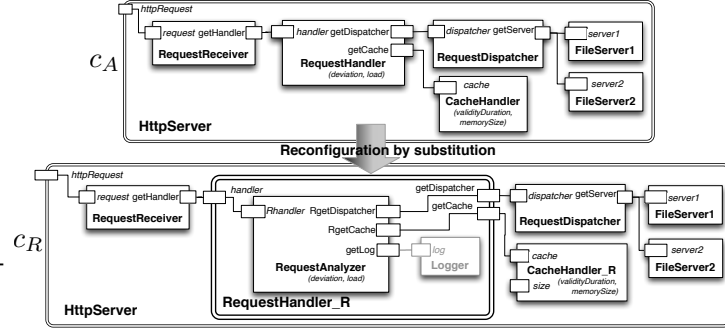 httpRequest
request getHandler
RequestReceiver
handler getDispatcher
getCache
RequestHandler
(deviation, load)
dispatcher getServer
RequestDispatcher
server1
FileServer1
server2
FileServer2
cache
CacheHandler
(validityDuration,
memorySize)
c_A
HttpServer
Reconfiguration by substitution
httpRequest
request getHandler
RequestReceiver
handler
Rhandler RgetDispatcher
RgetCache
getLog
RequestAnalyzer
(deviation, load)
log
Logger
getDispatcher
getCache
RequestHandler_R
dispatcher getServer
RequestDispatcher
server1
FileServer1
server2
FileServer2
cache
CacheHandler_R
size (validityDuration,
memorySize)
c_R
HttpServer